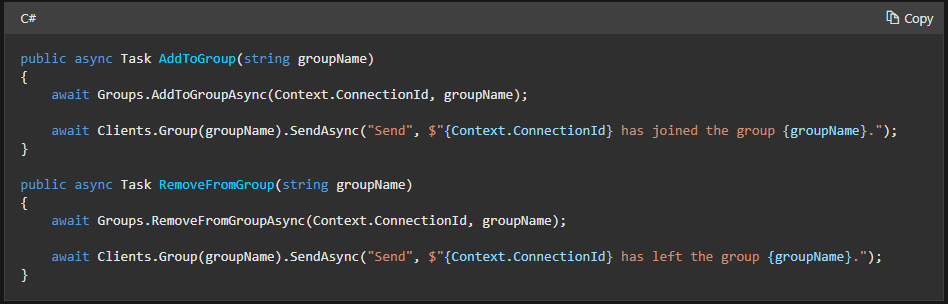 C#
Copy
public async Task AddToGroup(string groupName)
{
    await Groups.AddToGroupAsync(Context.ConnectionId, groupName);
    await Clients.Group(groupName).SendAsync("Send", $"{Context.ConnectionId} has joined the group {groupName}.");
}
public async Task RemoveFromGroup(string groupName)
{
    await Groups.RemoveFromGroupAsync(Context.ConnectionId, groupName);
    await Clients.Group(groupName).SendAsync("Send", $"{Context.ConnectionId} has left the group {groupName}.");
}